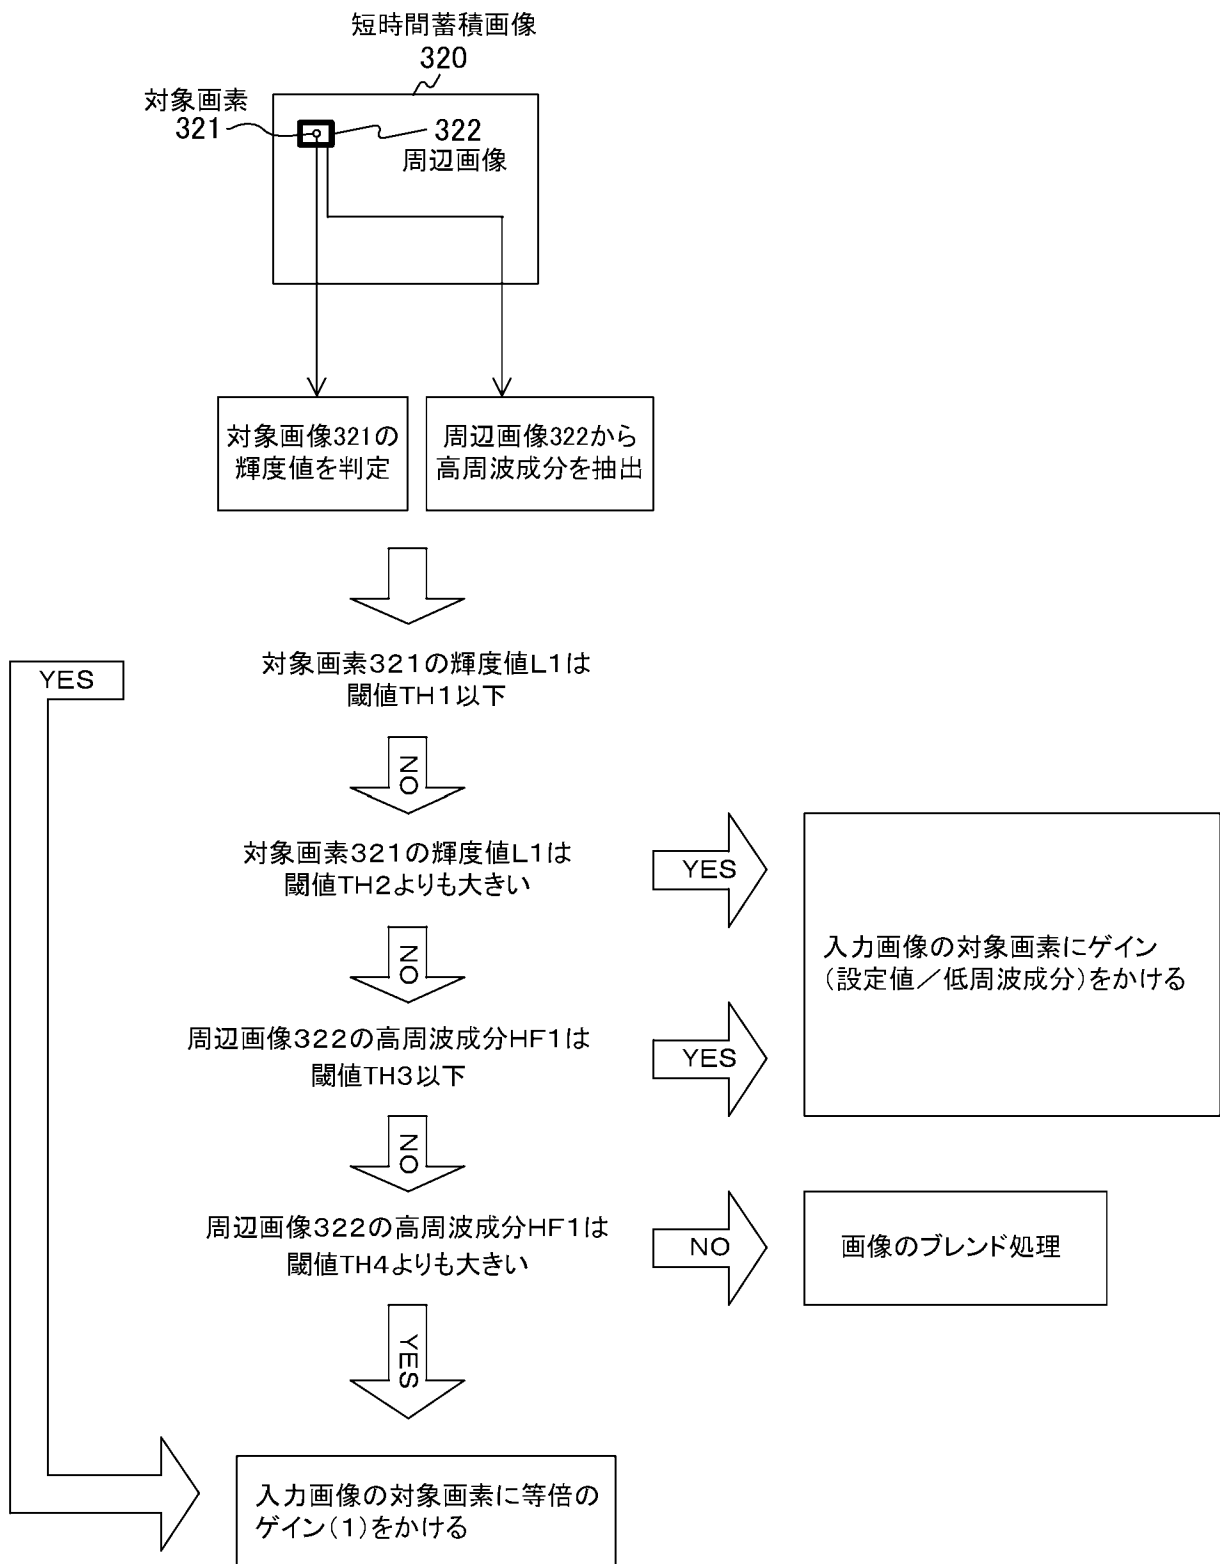 短時間蓄積画像
320
対象画素
321
322
周辺画像
対象画像321の
輝度値を判定
周辺画像322から
高周波成分を抽出
対象画素321の輝度値L1は
閾値TH1以下
YES
NO
対象画素321の輝度値L1は
閾値TH2よりも大きい
YES
入力画像の対象画素にゲイン
(設定値／低周波成分)をかける
NO
周辺画像322の高周波成分HF1は
閾値TH3以下
YES
NO
周辺画像322の高周波成分HF1は
閾値TH4よりも大きい
NO
画像のブレンド処理
YES
入力画像の対象画素に等倍の
ゲイン(1)をかける